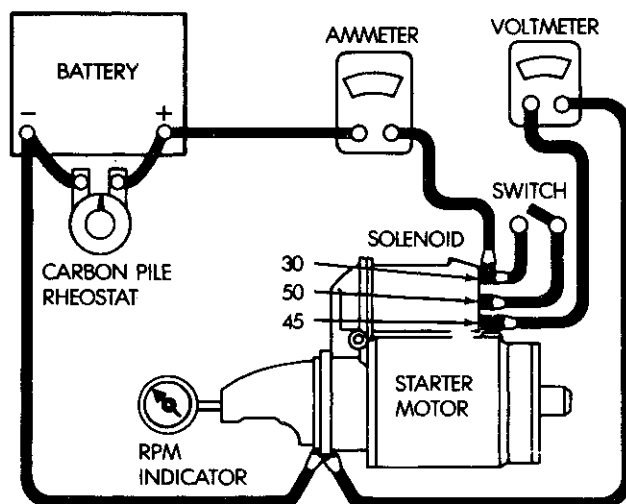 AMMETER
VOLTMETER
BATTERY
- +
SWITCH
SOLENOID
30
50
45
CARBON PILE
RHEOSTAT
STARTER
MOTOR
RPM
INDICATOR